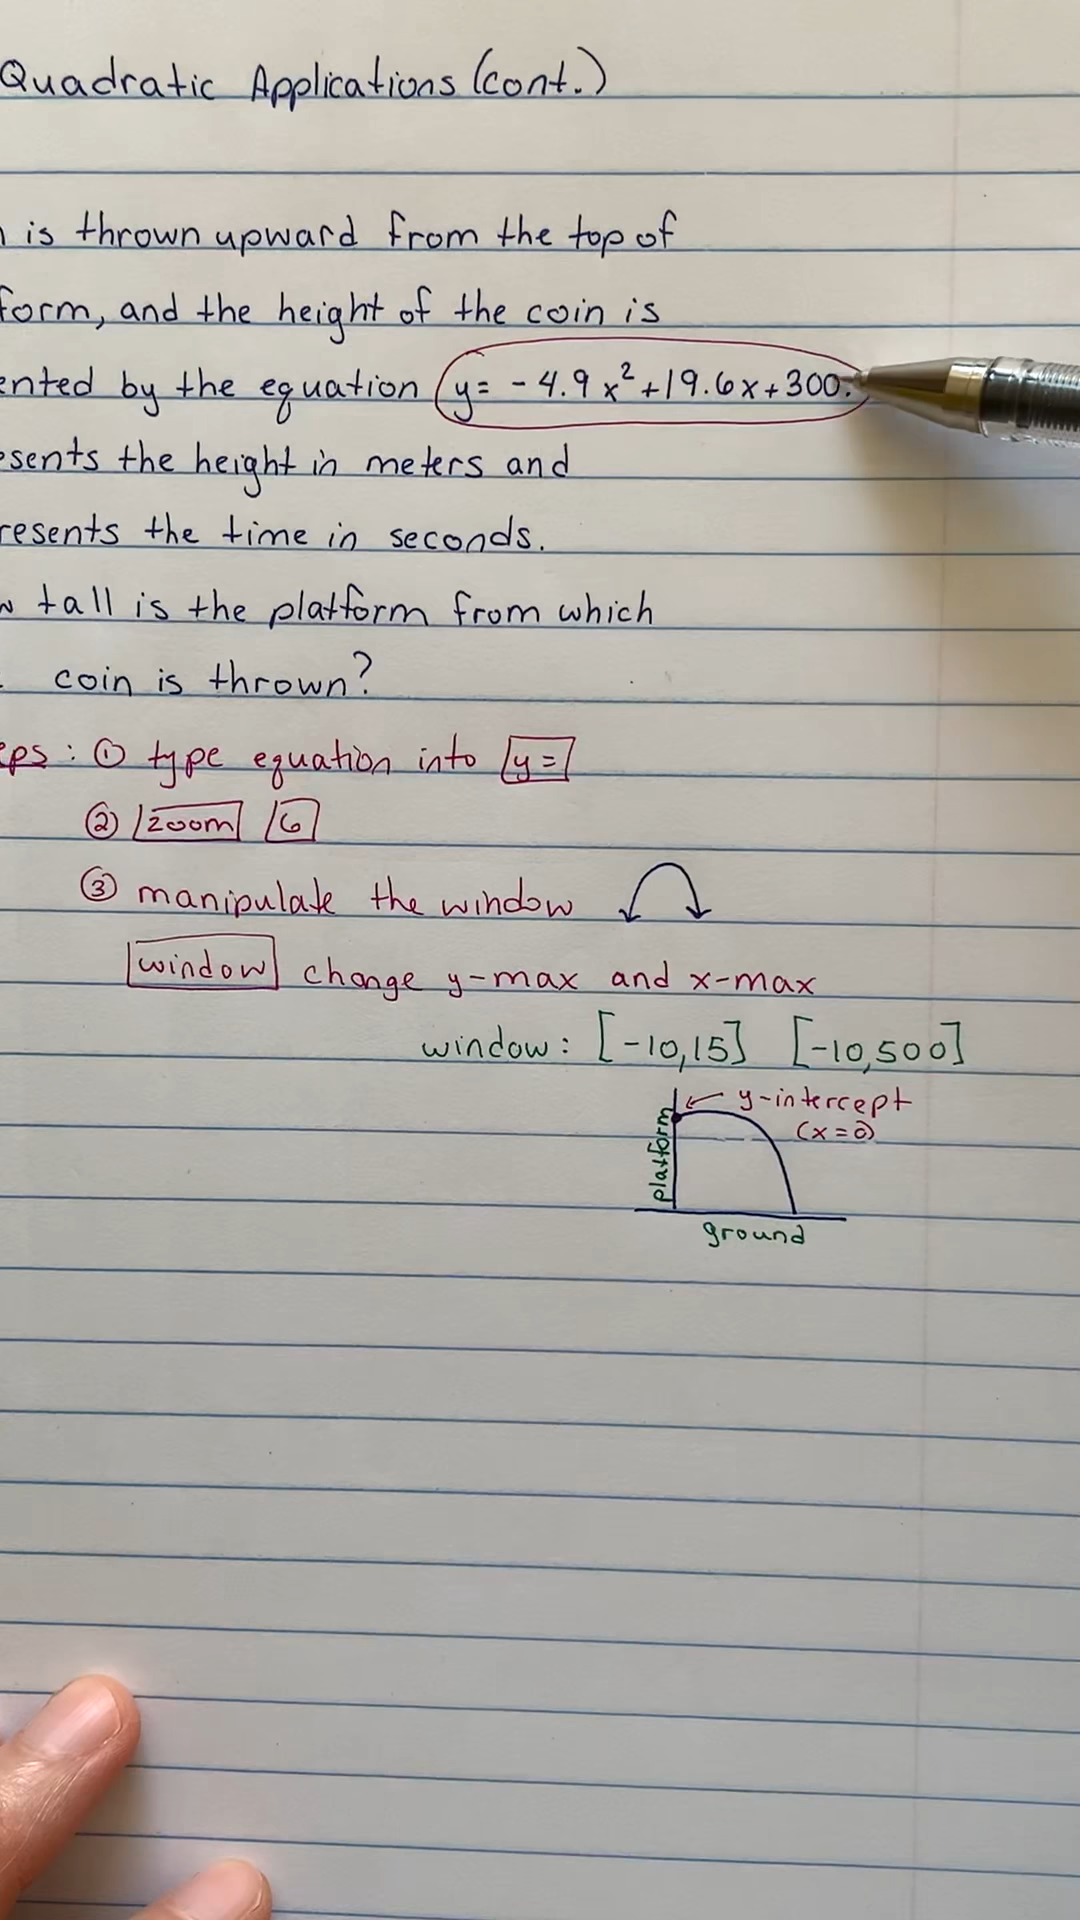 Quadratic Applications (cont.)
is thrown upward from the top of
form, and the height of the coin is
ented by the equation y = -4.9x²+19.6x+300.
sents the height in meters and
resents the time in seconds.
tall is the platform from which
coin is thrown?
eps: ① type equation into y=
② zoom 6
③ manipulate the window
window change y-max and x-max
window: [-10,15] [-10,500]
← y-intercept
(x=0)
platform
ground